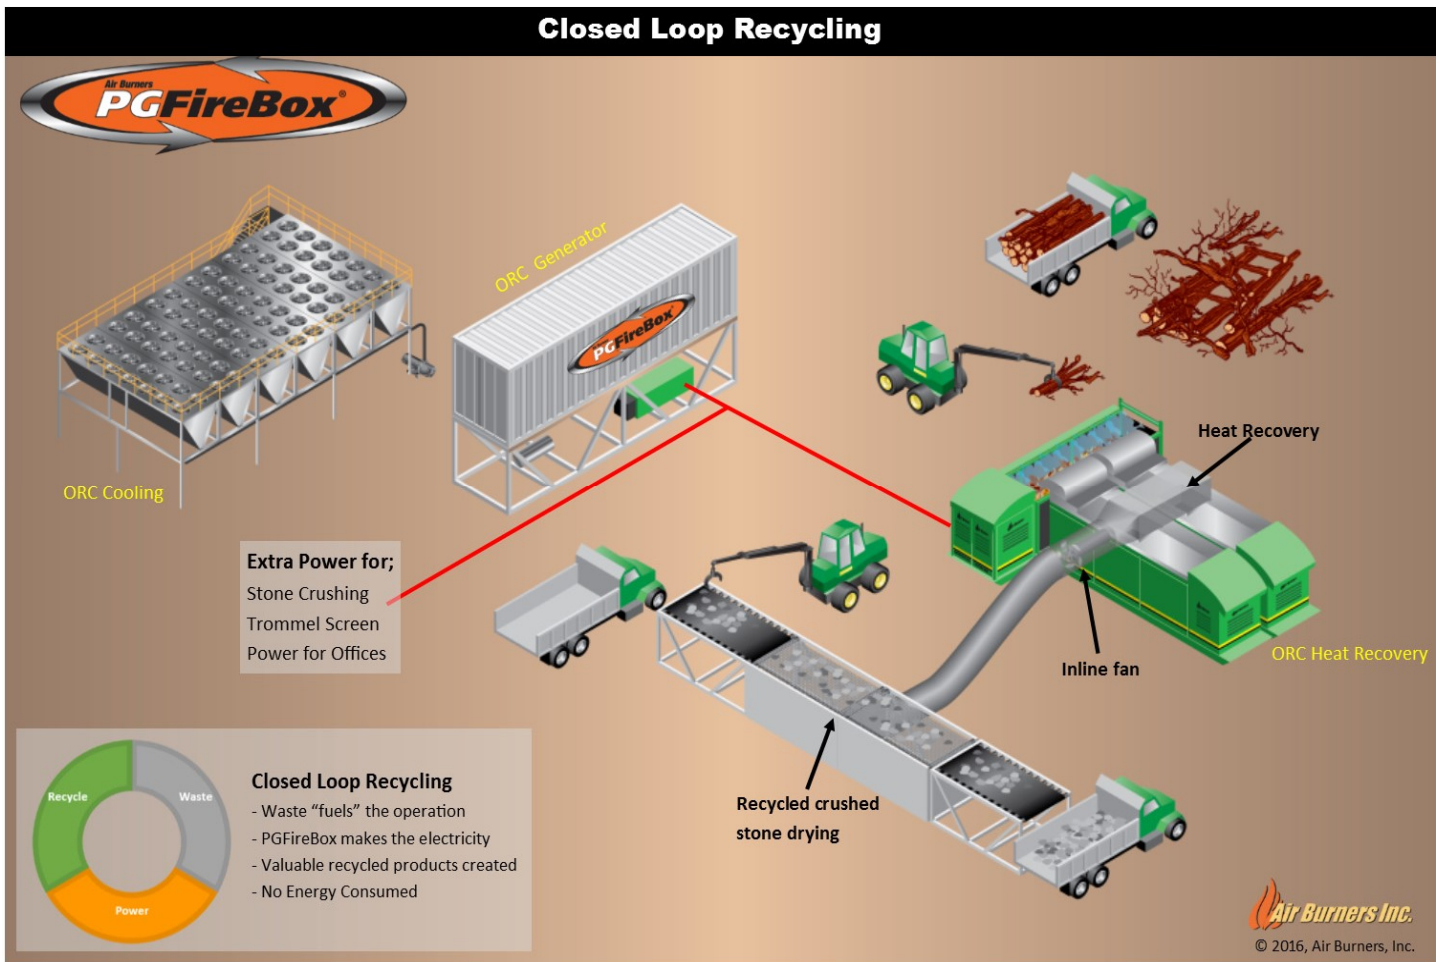 Closed Loop Recycling
Air Burners
PGFireBox®
ORC Generator
PGFireBox®
Heat Recovery
ORC Cooling
Extra Power for;
Stone Crushing
Trommel Screen
Power for Offices
Inline fan
ORC Heat Recovery
Recycled crushed
stone drying
Recycle
Waste
Power
Closed Loop Recycling
- Waste “fuels” the operation
- PGFireBox makes the electricity
- Valuable recycled products created
- No Energy Consumed
Air Burners Inc.
© 2016, Air Burners, Inc.